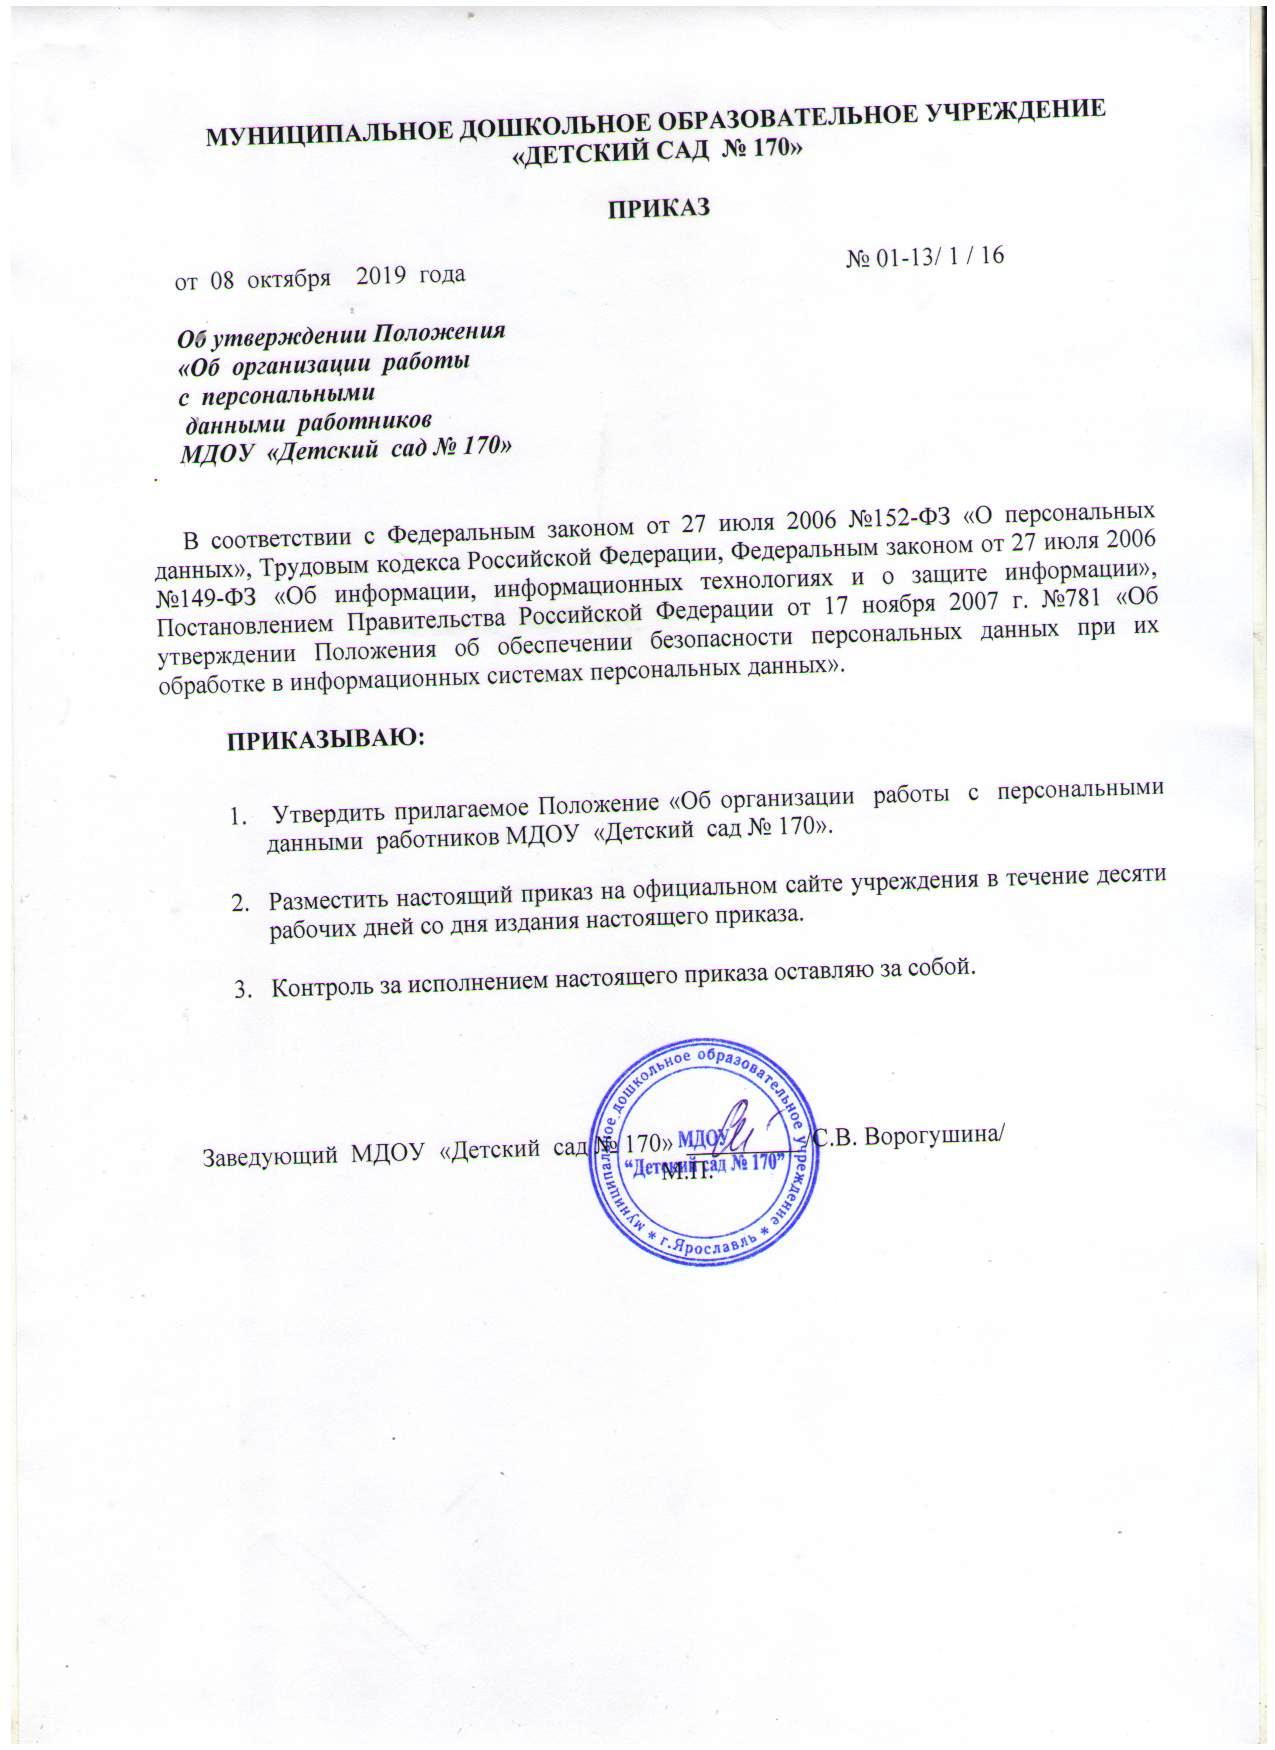 МУНИЦИПАЛЬНОЕ ДОШКОЛЬНОЕ ОБРАЗОВАТЕЛЬНОЕ УЧРЕЖДЕНИЕ
«ДЕТСКИЙ САД № 170»
ПРИКАЗ
от 08 октября 2019 года № 01-13/ 1 / 16
Об утверждении Положения
«Об организации работы
с персональными
данными работников
МДОУ «Детский сад № 170»
В соответствии с Федеральным законом от 27 июля 2006 №152-ФЗ «О персональных
данных», Трудовым кодекса Российской Федерации, Федеральным законом от 27 июля 2006
№149-ФЗ «Об информации, информационных технологиях и о защите информации»,
Постановлением Правительства Российской Федерации от 17 ноября 2007 г. №781 «Об
утверждении Положения об обеспечении безопасности персональных данных при их
обработке в информационных системах персональных данных».
ПРИКАЗЫВАЮ:
1. Утвердить прилагаемое Положение «Об организации работы с персональными
данными работников МДОУ «Детский сад № 170».
2. Разместить настоящий приказ на официальном сайте учреждения в течение десяти
рабочих дней со дня издания настоящего приказа.
3. Контроль за исполнением настоящего приказа оставляю за собой.
Заведующий МДОУ «Детский сад № 170» _________/С.В. Ворогушина/
М.П.
муниципальное дошкольное образовательное учреждение * г.Ярославль *
МДОУ
“Детский сад № 170”